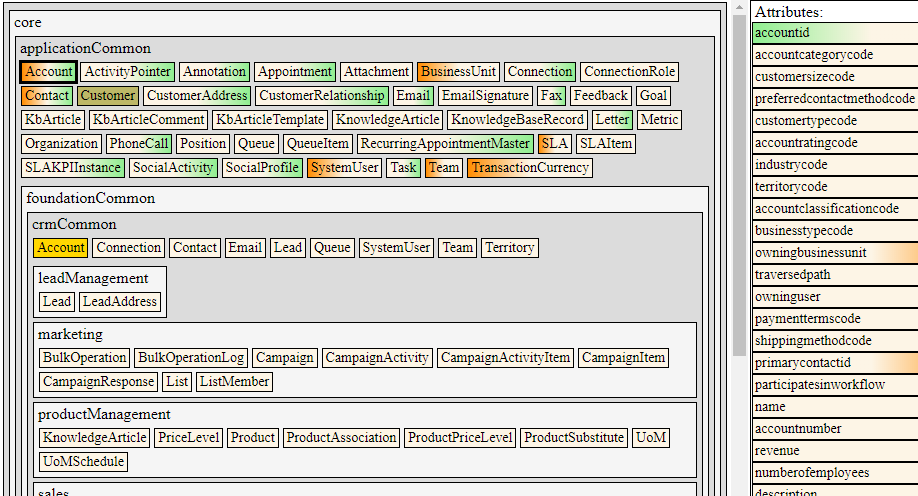 core
applicationCommon
Account ActivityPointer Annotation Appointment Attachment BusinessUnit Connection ConnectionRole
Contact Customer CustomerAddress CustomerRelationship Email EmailSignature Fax Feedback Goal
KbArticle KbArticleComment KbArticleTemplate KnowledgeArticle KnowledgeBaseRecord Letter Metric
Organization PhoneCall Position Queue QueueItem RecurringAppointmentMaster SLA SLAItem
SLAKPIInstance SocialActivity SocialProfile SystemUser Task Team TransactionCurrency
foundationCommon
crmCommon
Account Connection Contact Email Lead Queue SystemUser Team Territory
leadManagement
Lead LeadAddress
marketing
BulkOperation BulkOperationLog Campaign CampaignActivity CampaignActivityItem CampaignItem
CampaignResponse List ListMember
productManagement
KnowledgeArticle PriceLevel Product ProductAssociation ProductPriceLevel ProductSubstitute UoM
UoMSchedule
sales
Attributes:
accountid
accountcategorycode
customersizecode
preferredcontactmethodcode
customertypecode
accountratingcode
industrycode
territorycode
accountclassificationcode
businesstypecode
owningbusinessunit
traversedpath
owninguser
paymenttermscode
shippingmethodcode
primarycontactid
participatesinworkflow
name
accountnumber
revenue
numberofemployees
description